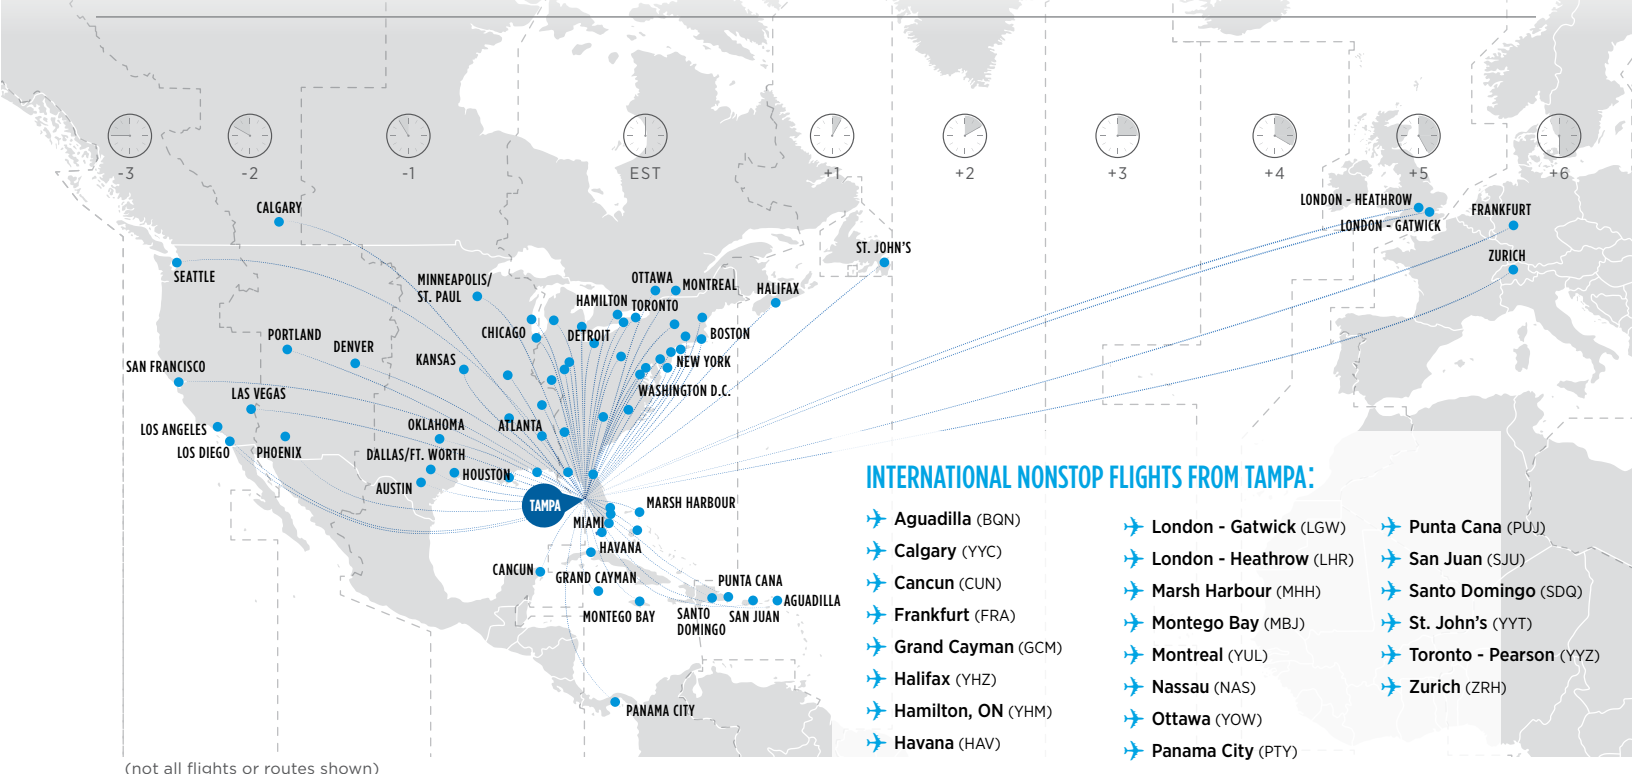 -3
-2
-1
EST
+1
+2
+3
+4
+5
+6
CALGARY
SEATTLE
MINNEAPOLIS/
ST. PAUL
OTTAWA
MONTREAL
HALIFAX
ST. JOHN'S
LONDON - HEATHROW
LONDON - GATWICK
FRANKFURT
ZURICH
HAMILTON
TORONTO
CHICAGO
DETROIT
BOSTON
PORTLAND
DENVER
KANSAS
NEW YORK
SAN FRANCISCO
LAS VEGAS
WASHINGTON D.C.
LOS ANGELES
LOS DIEGO
PHOENIX
OKLAHOMA
ATLANTA
DALLAS/FT. WORTH
HOUSTON
AUSTIN
TAMPA
MARSH HARBOUR
MIAMI
HAVANA
CANCUN
GRAND CAYMAN
MONTEGO BAY
PUNTA CANA
SANTO
DOMINGO
SAN JUAN
AGUADILLA
PANAMA CITY
INTERNATIONAL NONSTOP FLIGHTS FROM TAMPA:
Aguadilla (BQN)
Calgary (YYC)
Cancun (CUN)
Frankfurt (FRA)
Grand Cayman (GCM)
Halifax (YHZ)
Hamilton, ON (YHM)
Havana (HAV)
London - Gatwick (LGW)
London - Heathrow (LHR)
Marsh Harbour (MHH)
Montego Bay (MBJ)
Montreal (YUL)
Nassau (NAS)
Ottawa (YOW)
Panama City (PTY)
Punta Cana (PUJ)
San Juan (SJU)
Santo Domingo (SDQ)
St. John's (YYT)
Toronto - Pearson (YYZ)
Zurich (ZRH)
(not all flights or routes shown)